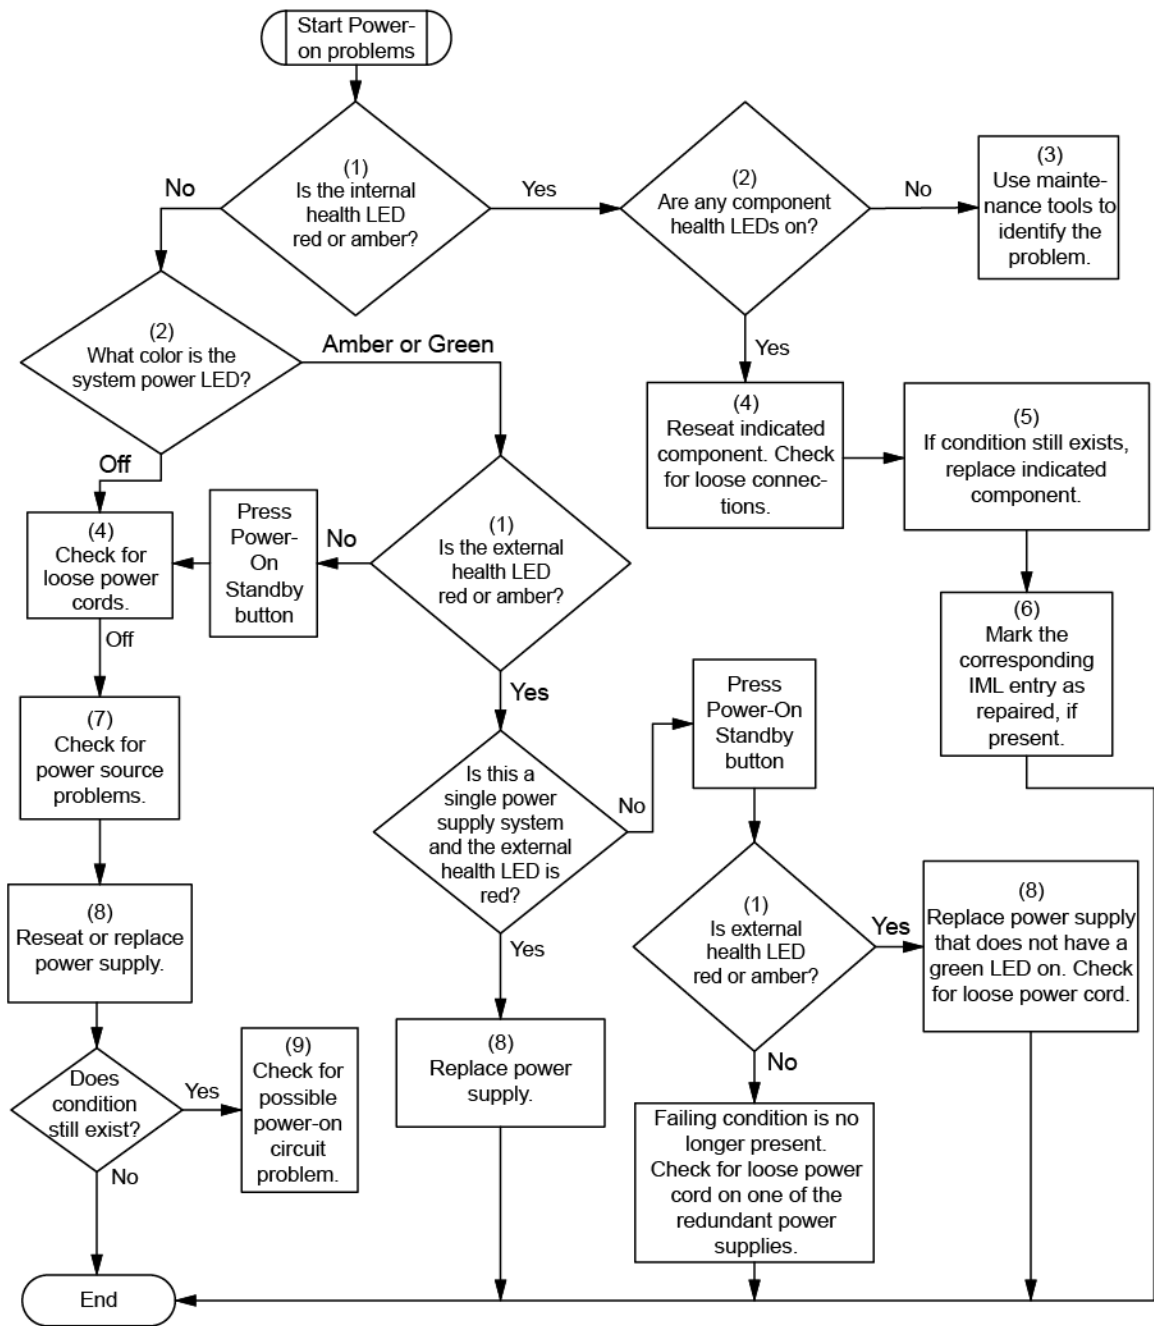 Start Power-
on problems
(1)
Is the internal
health LED
red or amber?
No
Yes
(2)
Are any component
health LEDs on?
No
(3)
Use mainte-
nance tools to
identify the
problem.
(2)
What color is the
system power LED?
Amber or Green
Yes
Off
(4)
Reseat indicated
component. Check
for loose connec-
tions.
(5)
If condition still exists,
replace indicated
component.
(4)
Check for
loose power
cords.
Press
Power-
On
Standby
button
No
(1)
Is the external
health LED
red or amber?
Off
Yes
(6)
Mark the
corresponding
IML entry as
repaired, if
present.
(7)
Check for
power source
problems.
Is this a
single power
supply system
and the external
health LED is
red?
No
Press
Power-On
Standby
button
Yes
(8)
Reseat or replace
power supply.
(1)
Is external
health LED
red or amber?
Yes
(8)
Replace power supply
that does not have a
green LED on. Check
for loose power cord.
No
(8)
Replace power
supply.
Does
condition
still exist?
Yes
No
(9)
Check for
possible
power-on
circuit
problem.
Failing condition is no
longer present.
Check for loose power
cord on one of the
redundant power
supplies.
End